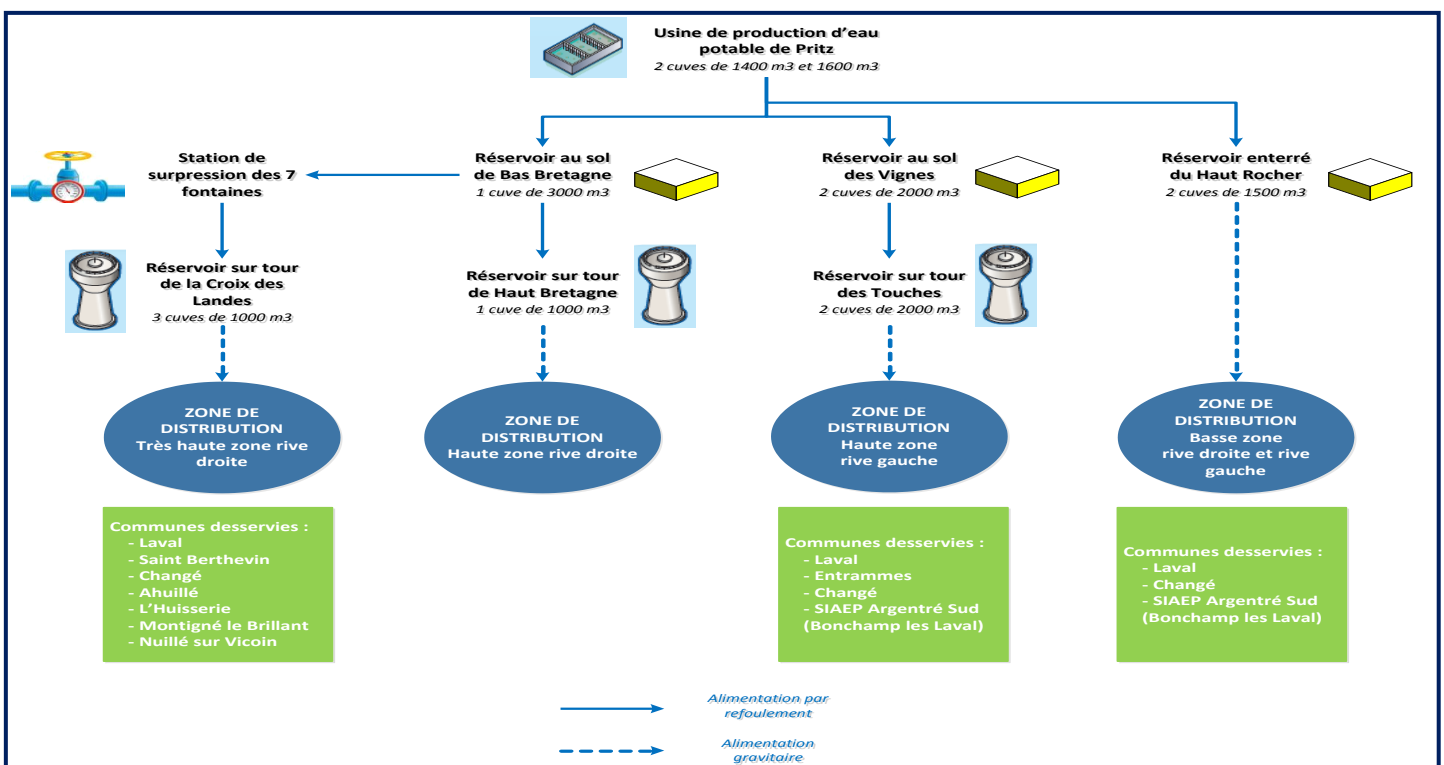 Usine de production d'eau
potable de Pritz
2 cuves de 1400 m3 et 1600 m3
Station de
surpression des 7
fontaines
Réservoir au sol
de Bas Bretagne
1 cuve de 3000 m3
Réservoir au sol
des Vignes
2 cuves de 2000 m3
Réservoir enterré
du Haut Rocher
2 cuves de 1500 m3
Réservoir sur tour
de la Croix des
Landes
3 cuves de 1000 m3
Réservoir sur tour
de Haut Bretagne
1 cuve de 1000 m3
Réservoir sur tour
des Touches
2 cuves de 2000 m3
ZONE DE
DISTRIBUTION
Très haute zone rive
droite
ZONE DE
DISTRIBUTION
Haute zone rive droite
ZONE DE
DISTRIBUTION
Haute zone
rive gauche
ZONE DE
DISTRIBUTION
Basse zone
rive droite et rive
gauche
Communes desservies :
- Laval
- Saint Berthevin
- Changé
- Ahuillé
- L'Huisserie
- Montigné le Brillant
- Nuillé sur Vicoin
Communes desservies :
- Laval
- Entrammes
- Changé
- SIAEP Argentré Sud
(Bonchamp les Laval)
Communes desservies :
- Laval
- Changé
- SIAEP Argentré Sud
(Bonchamp les Laval)
Alimentation par
refoulement
Alimentation
gravitaire